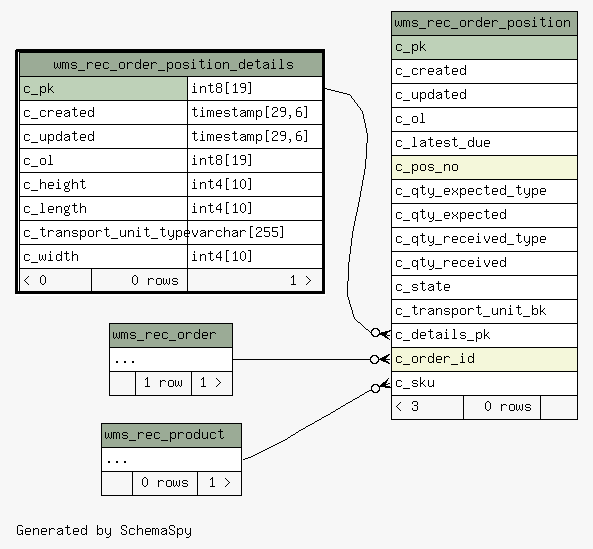 wms_rec_order_position_details
c_pk int8[19]
c_created timestamp[29,6]
c_updated timestamp[29,6]
c_ol int8[19]
c_height int4[10]
c_length int4[10]
c_transport_unit_type varchar[255]
c_width int4[10]
< 0 0 rows 1 >
wms_rec_order_position
c_pk
c_created
c_updated
c_ol
c_latest_due
c_pos_no
c_qty_expected_type
c_qty_expected
c_qty_received_type
c_qty_received
c_state
c_transport_unit_bk
c_details_pk
c_order_id
c_sku
< 3 0 rows
wms_rec_order
...
1 row 1 >
wms_rec_product
...
0 rows 1 >
Generated by SchemaSpy